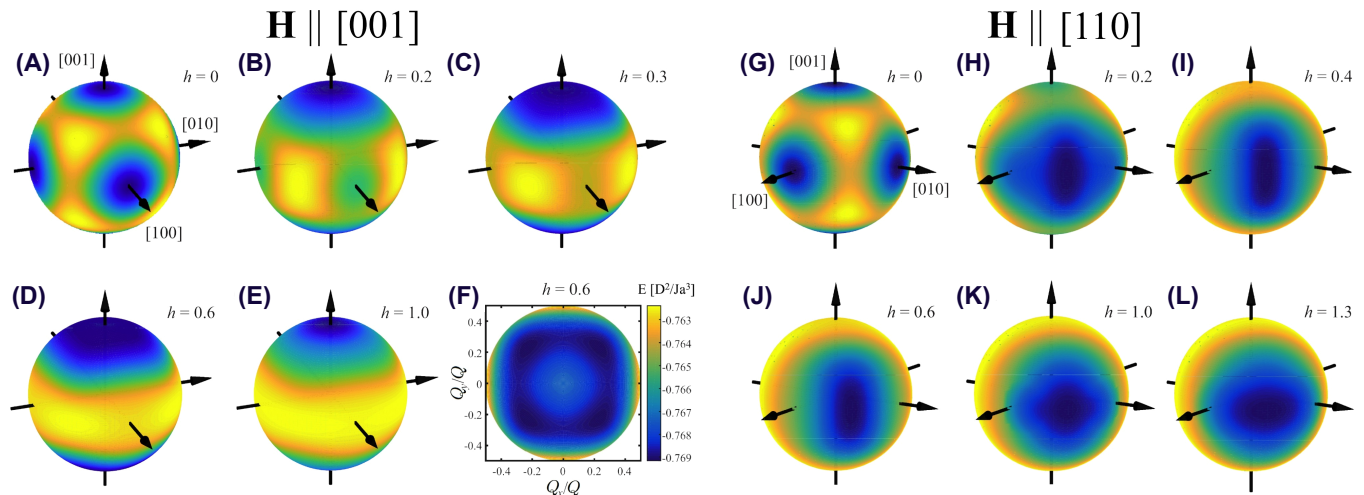 H || [001]
H || [110]
(A)
[001]
h = 0
[010]
[100]
(B)
h = 0.2
(C)
h = 0.3
(G)
[001]
h = 0
[100]
[010]
(H)
h = 0.2
(I)
h = 0.4
(D)
h = 0.6
(E)
h = 1.0
(F)
h = 0.6
E [D²/Ja³]
0.4
0.2
0
-0.2
-0.4
Qy/Q
-0.4 -0.2 0 0.2 0.4
Qx/Q
-0.763
-0.764
-0.765
-0.766
-0.767
-0.768
-0.769
(J)
h = 0.6
(K)
h = 1.0
(L)
h = 1.3